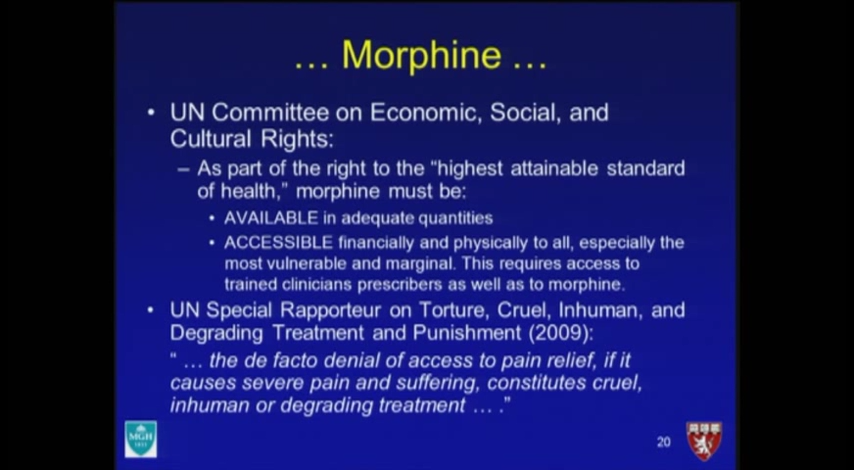 ... Morphine ...
• UN Committee on Economic, Social, and
Cultural Rights:
– As part of the right to the “highest attainable standard
of health,” morphine must be:
• AVAILABLE in adequate quantities
• ACCESSIBLE financially and physically to all, especially the
most vulnerable and marginal. This requires access to
trained clinicians prescribers as well as to morphine.
• UN Special Rapporteur on Torture, Cruel, Inhuman, and
Degrading Treatment and Punishment (2009):
“ ... the de facto denial of access to pain relief, if it
causes severe pain and suffering, constitutes cruel,
inhuman or degrading treatment ... .”
MGH
1811
20